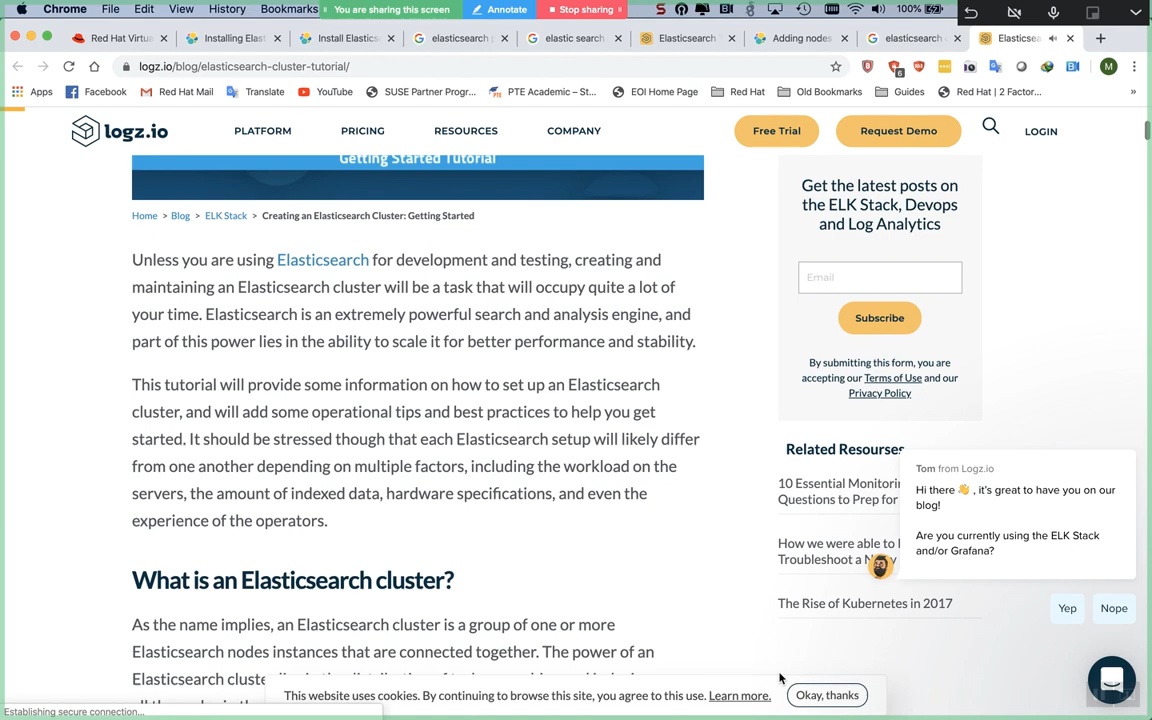 Chrome File Edit View History Bookmarks You are sharing this screen Annotate Stop sharing 100%
Red Hat Virtua Installing Elast Install Elastics elasticsearch elastic search Elasticsearch Adding nodes elasticsearch Elasticsea
logz.io/blog/elasticsearch-cluster-tutorial/
6
M
Apps Facebook Red Hat Mail Translate YouTube SUSE Partner Progr... PTE Academic – St... EOI Home Page Red Hat Old Bookmarks Guides Red Hat | 2 Factor... »
logz.io PLATFORM PRICING RESOURCES COMPANY Free Trial Request Demo LOGIN
Getting Started Tutorial
Home > Blog > ELK Stack > Creating an Elasticsearch Cluster: Getting Started
Unless you are using Elasticsearch for development and testing, creating and
maintaining an Elasticsearch cluster will be a task that will occupy quite a lot of
your time. Elasticsearch is an extremely powerful search and analysis engine, and
part of this power lies in the ability to scale it for better performance and stability.
This tutorial will provide some information on how to set up an Elasticsearch
cluster, and will add some operational tips and best practices to help you get
started. It should be stressed though that each Elasticsearch setup will likely differ
from one another depending on multiple factors, including the workload on the
servers, the amount of indexed data, hardware specifications, and even the
experience of the operators.
What is an Elasticsearch cluster?
As the name implies, an Elasticsearch cluster is a group of one or more
Elasticsearch nodes instances that are connected together. The power of an
Elasticsearch cluste
Get the latest posts on
the ELK Stack, Devops
and Log Analytics
Email
Subscribe
By submitting this form, you are
accepting our Terms of Use and our
Privacy Policy
Related Resourses
10 Essential Monitorin
Questions to Prep for
How we were able to
Troubleshoot a
The Rise of Kubernetes in 2017
Tom from Logz.io
Hi there 👋 , it's great to have you on our
blog!
Are you currently using the ELK Stack
and/or Grafana?
Yep Nope
This website uses cookies. By continuing to browse this site, you agree to this use. Learn more. Okay, thanks
Establishing secure connection...